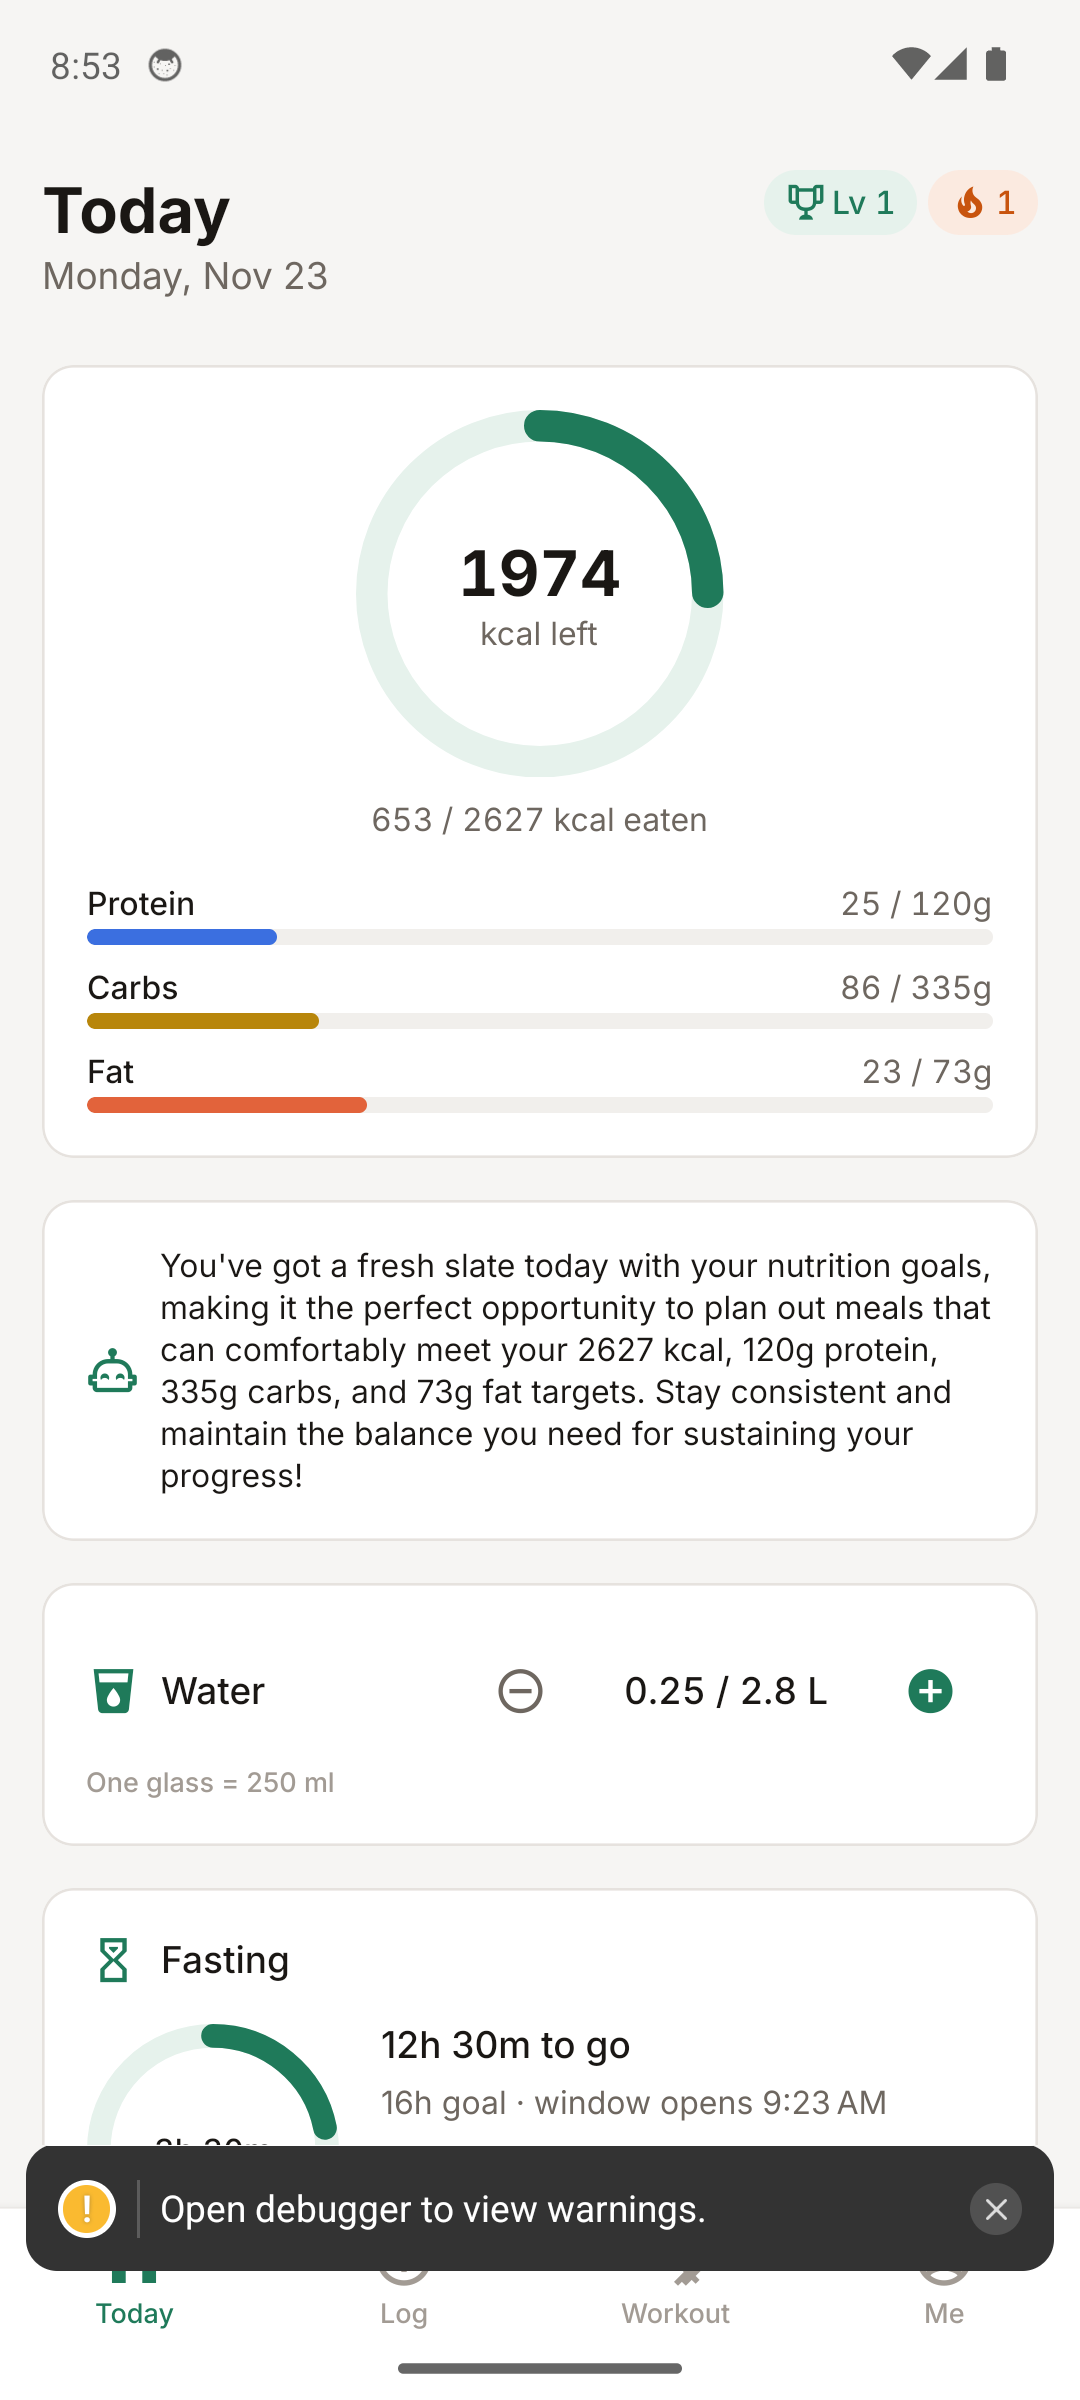 8:53
Today
Lv 1
1
Monday, Nov 23
1974
kcal left
653 / 2627 kcal eaten
Protein
25 / 120g
Carbs
86 / 335g
Fat
23 / 73g
You've got a fresh slate today with your nutrition goals,
making it the perfect opportunity to plan out meals that
can comfortably meet your 2627 kcal, 120g protein,
335g carbs, and 73g fat targets. Stay consistent and
maintain the balance you need for sustaining your
progress!
Water
0.25 / 2.8 L
One glass = 250 ml
Fasting
12h 30m to go
16h goal · window opens 9:23 AM
Open debugger to view warnings.
Today
Log
Workout
Me